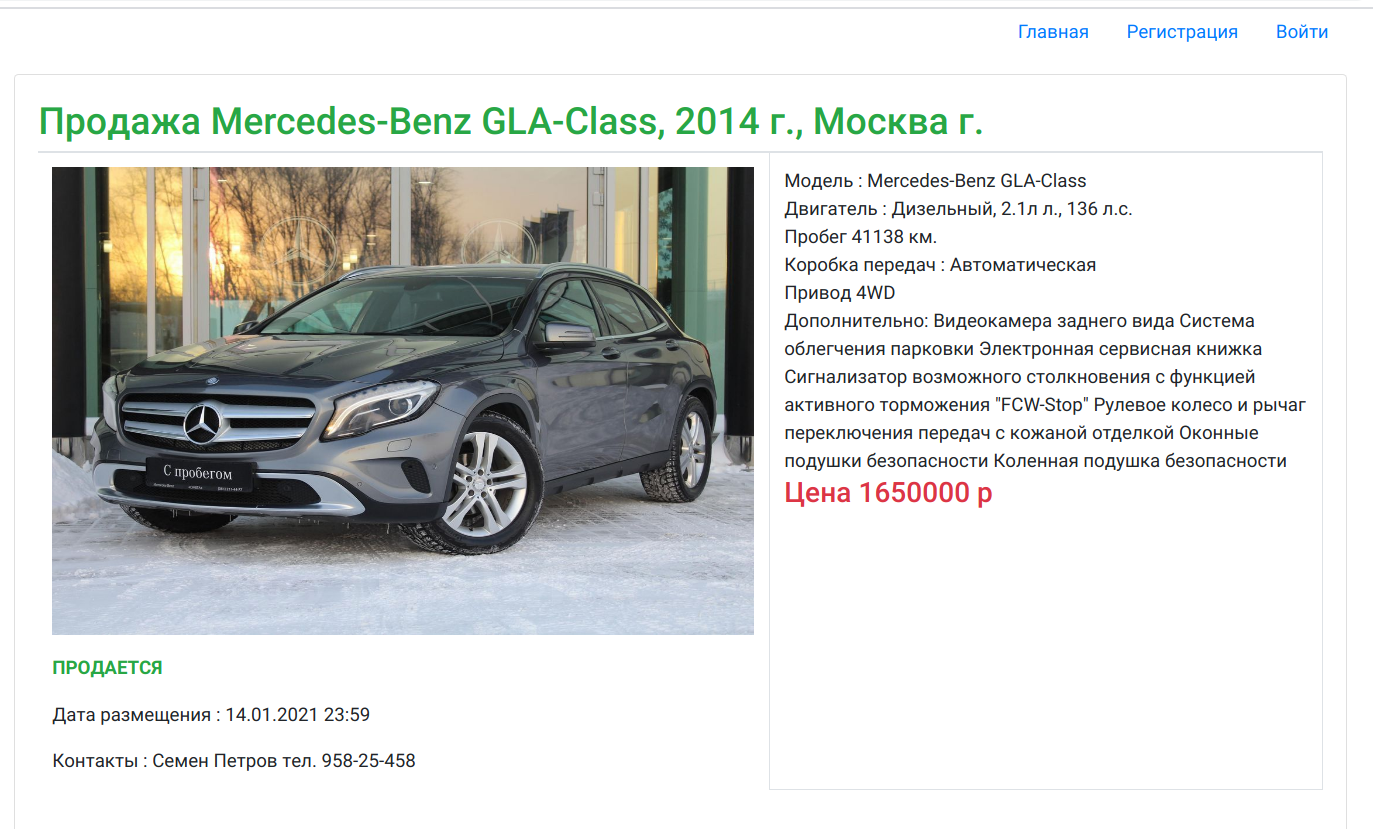 Главная Регистрация Войти
Продажа Mercedes-Benz GLA-Class, 2014 г., Москва г.
С пробегом
ПРОДАЕТСЯ
Дата размещения : 14.01.2021 23:59
Контакты : Семен Петров тел. 958-25-458
Модель : Mercedes-Benz GLA-Class
Двигатель : Дизельный, 2.1л л., 136 л.с.
Пробег 41138 км.
Коробка передач : Автоматическая
Привод 4WD
Дополнительно: Видеокамера заднего вида Система
облегчения парковки Электронная сервисная книжка
Сигнализатор возможного столкновения с функцией
активного торможения "FCW-Stop" Рулевое колесо и рычаг
переключения передач с кожаной отделкой Оконные
подушки безопасности Коленная подушка безопасности
Цена 1650000 р